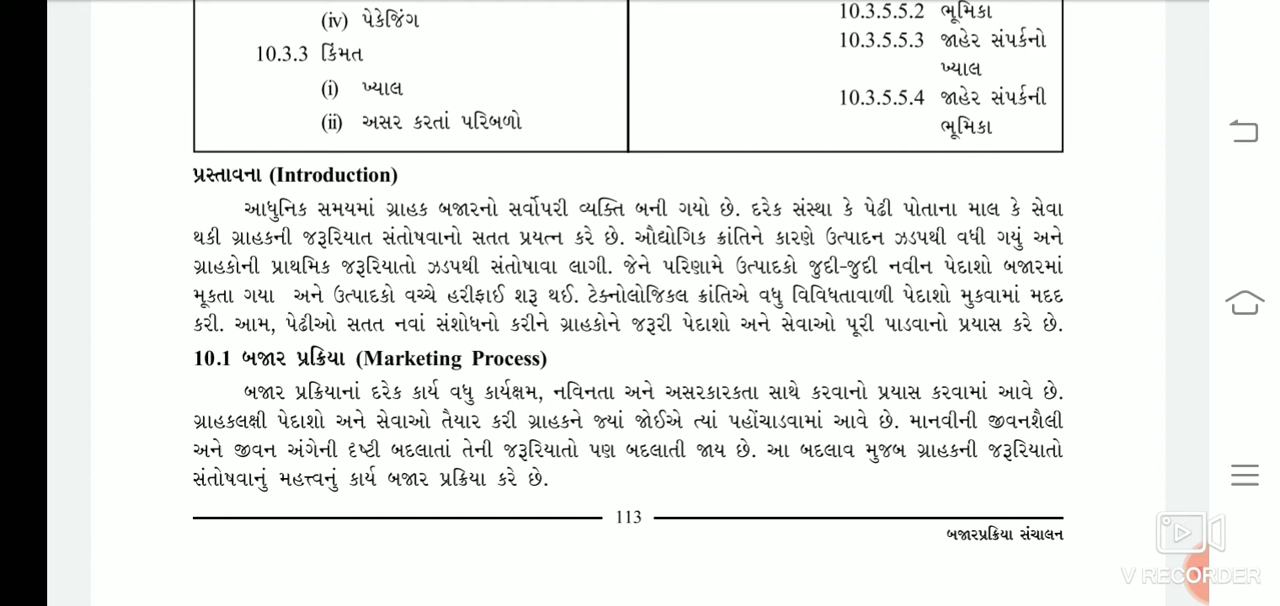 (iv) પેકેજિંગ
10.3.3 કિંમત
(i) ખ્યાલ
(ii) અસર કરતાં પરિબળો
10.3.5.5.2 ભૂમિકા
10.3.5.5.3 જાહેર સંપર્કનો
ખ્યાલ
10.3.5.5.4 જાહેર સંપર્કની
ભૂમિકા
પ્રસ્તાવના (Introduction)
આધુનિક સમયમાં ગ્રાહક બજારનો સર્વોપરી વ્યક્તિ બની ગયો છે. દરેક સંસ્થા કે પેઢી પોતાના માલ કે સેવા
થકી ગ્રાહકની જરૂરિયાત સંતોષવાનો સતત પ્રયત્ન કરે છે. ઔદ્યોગિક ક્રાંતિને કારણે ઉત્પાદન ઝડપથી વધી ગયું અને
ગ્રાહકોની પ્રાથમિક જરૂરિયાતો ઝડપથી સંતોષાવા લાગી. જેને પરિણામે ઉત્પાદકો જુદી-જુદી નવીન પેદાશો બજારમાં
મૂકતા ગયા અને ઉત્પાદકો વચ્ચે હરીફાઈ શરૂ થઈ. ટેક્નોલોજિકલ ક્રાંતિએ વધુ વિવિધતાવાળી પેદાશો મુકવામાં મદદ
કરી. આમ, પેઢીઓ સતત નવાં સંશોધનો કરીને ગ્રાહકોને જરૂરી પેદાશો અને સેવાઓ પૂરી પાડવાનો પ્રયાસ કરે છે.
10.1 બજાર પ્રક્રિયા (Marketing Process)
બજાર પ્રક્રિયાનાં દરેક કાર્ય વધુ કાર્યક્ષમ, નવિનતા અને અસરકારકતા સાથે કરવાનો પ્રયાસ કરવામાં આવે છે.
ગ્રાહકલક્ષી પેદાશો અને સેવાઓ તૈયાર કરી ગ્રાહકને જ્યાં જોઈએ ત્યાં પહોંચાડવામાં આવે છે. માનવીની જીવનશૈલી
અને જીવન અંગેની દૃષ્ટી બદલાતાં તેની જરૂરિયાતો પણ બદલાતી જાય છે. આ બદલાવ મુજબ ગ્રાહકની જરૂરિયાતો
સંતોષવાનું મહત્ત્વનું કાર્ય બજાર પ્રક્રિયા કરે છે.
113
બજારપ્રક્રિયા સંચાલન
V RECORDER